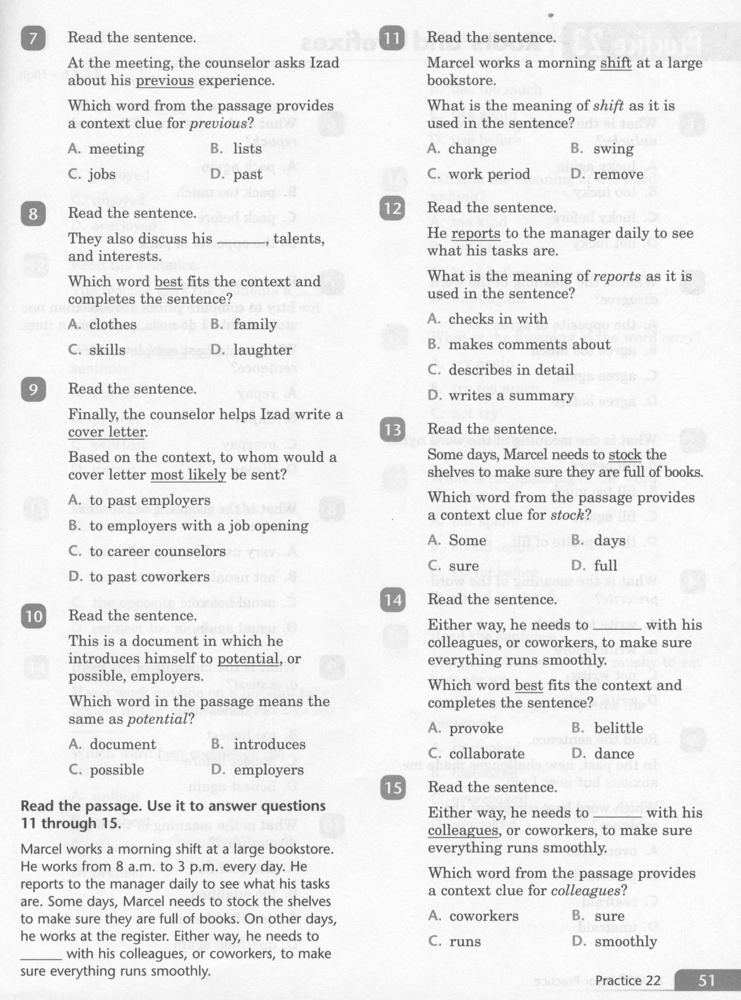 7 Read the sentence.
At the meeting, the counselor asks Izad
about his previous experience.
Which word from the passage provides
a context clue for previous?
A. meeting B. lists
C. jobs D. past
8 Read the sentence.
They also discuss his ______, talents,
and interests.
Which word best fits the context and
completes the sentence?
A. clothes B. family
C. skills D. laughter
9 Read the sentence.
Finally, the counselor helps Izad write a
cover letter.
Based on the context, to whom would a
cover letter most likely be sent?
A. to past employers
B. to employers with a job opening
C. to career counselors
D. to past coworkers
10 Read the sentence.
This is a document in which he
introduces himself to potential, or
possible, employers.
Which word in the passage means the
same as potential?
A. document B. introduces
C. possible D. employers
Read the passage. Use it to answer questions
11 through 15.
Marcel works a morning shift at a large bookstore.
He works from 8 a.m. to 3 p.m. every day. He
reports to the manager daily to see what his tasks
are. Some days, Marcel needs to stock the shelves
to make sure they are full of books. On other days,
he works at the register. Either way, he needs to
______ with his colleagues, or coworkers, to make
sure everything runs smoothly.
11 Read the sentence.
Marcel works a morning shift at a large
bookstore.
What is the meaning of shift as it is
used in the sentence?
A. change B. swing
C. work period D. remove
12 Read the sentence.
He reports to the manager daily to see
what his tasks are.
What is the meaning of reports as it is
used in the sentence?
A. checks in with
B. makes comments about
C. describes in detail
D. writes a summary
13 Read the sentence.
Some days, Marcel needs to stock the
shelves to make sure they are full of books.
Which word from the passage provides
a context clue for stock?
A. Some B. days
C. sure D. full
14 Read the sentence.
Either way, he needs to ______ with his
colleagues, or coworkers, to make sure
everything runs smoothly.
Which word best fits the context and
completes the sentence?
A. provoke B. belittle
C. collaborate D. dance
15 Read the sentence.
Either way, he needs to ______ with his
colleagues, or coworkers, to make sure
everything runs smoothly.
Which word from the passage provides
a context clue for colleagues?
A. coworkers B. sure
C. runs D. smoothly
Practice 22 51